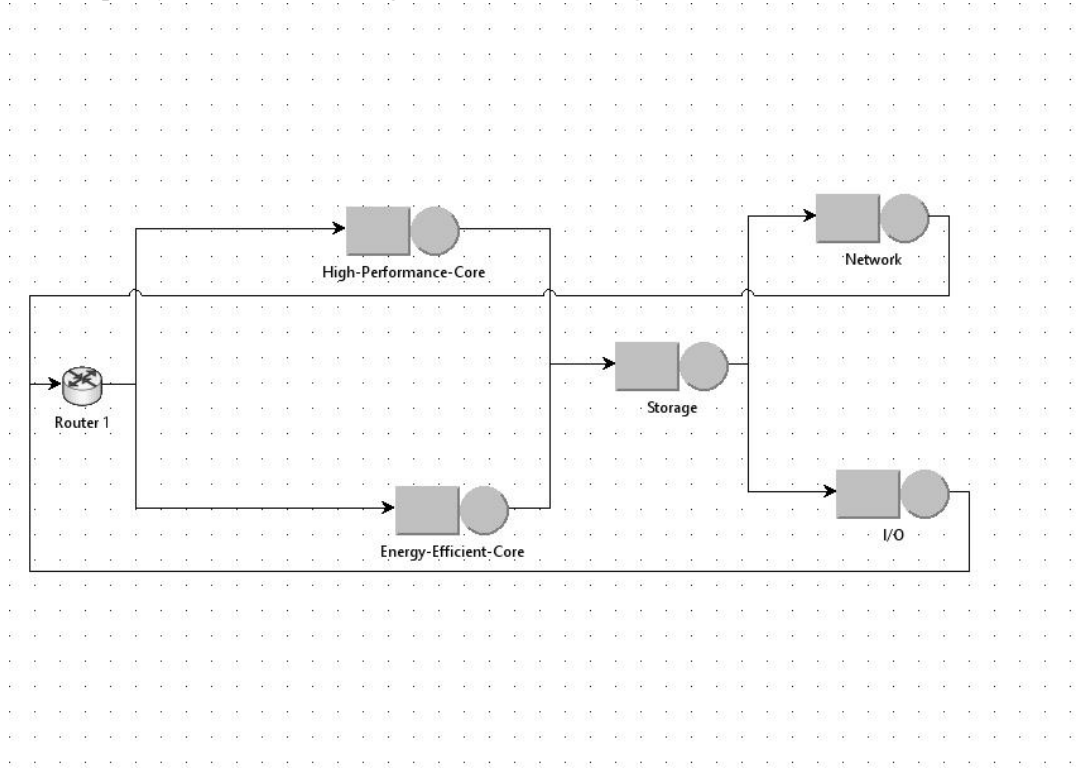 Network
High-Performance-Core
Storage
Router 1
I/O
Energy-Efficient-Core